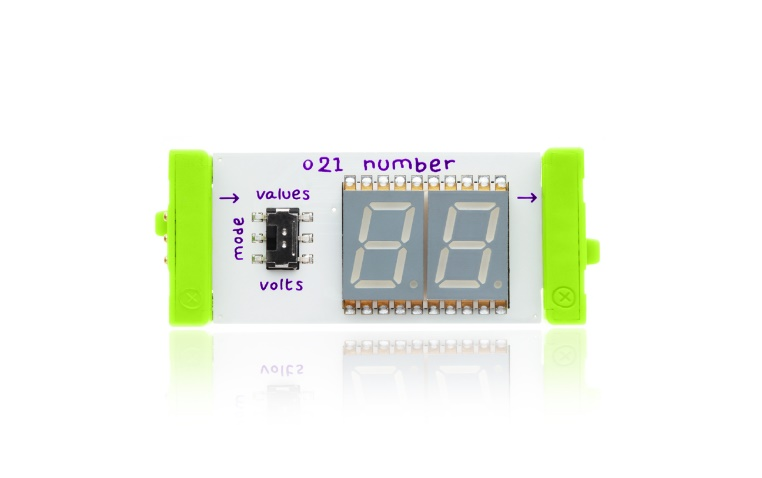 o21 number
→ values →
mode
volts